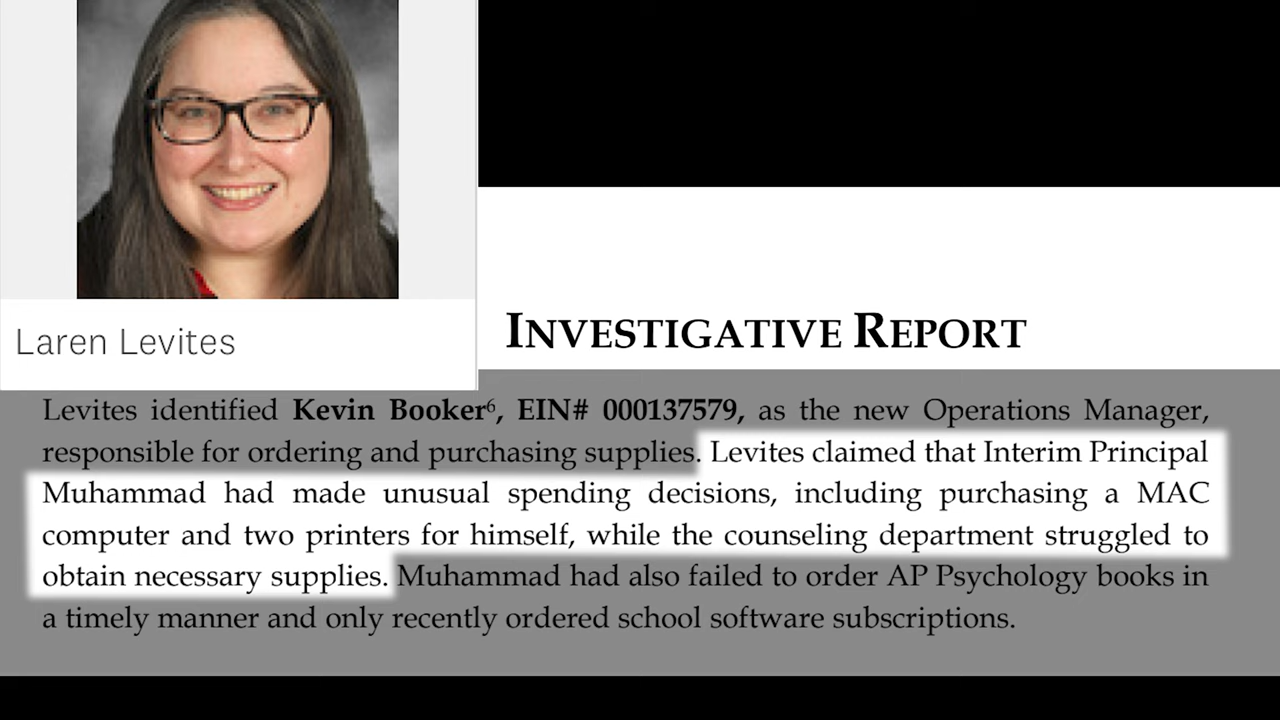 Laren Levites
INVESTIGATIVE REPORT
Levites identified Kevin Booker⁶, EIN# 000137579, as the new Operations Manager,
responsible for ordering and purchasing supplies. Levites claimed that Interim Principal
Muhammad had made unusual spending decisions, including purchasing a MAC
computer and two printers for himself, while the counseling department struggled to
obtain necessary supplies. Muhammad had also failed to order AP Psychology books in
a timely manner and only recently ordered school software subscriptions.